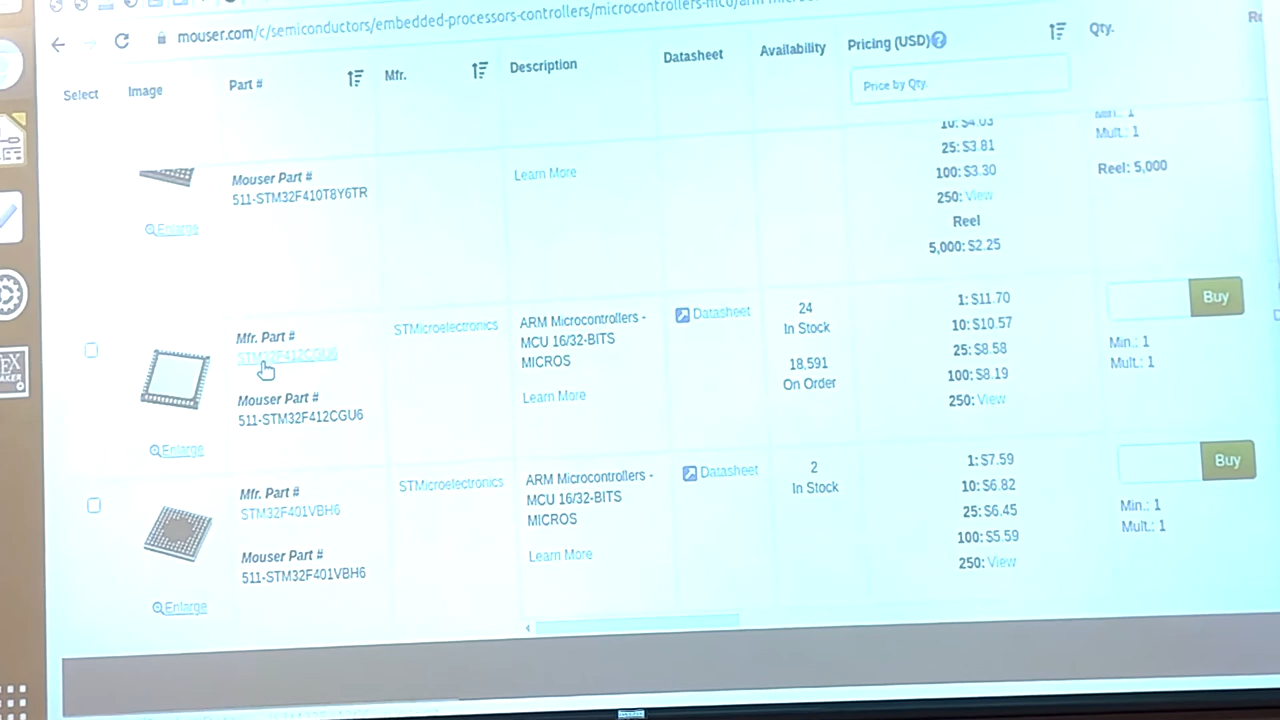 mouser.com/c/semiconductors/embedded-processors-controllers/microcontrollers-mcu/arm-
Select
Image
Part #
Mfr.
Description
Datasheet
Availability
Pricing (USD)
Qty.
Price by Qty.
Mouser Part #
511-STM32F410T8Y6TR
Enlarge
Learn More
10: $4.03
25: $3.81
100: $3.30
250: View
Reel
5,000: $2.25
Min.: 1
Mult.: 1
Reel: 5,000
Mfr. Part #
STM32F412CGU6
Mouser Part #
511-STM32F412CGU6
Enlarge
STMicroelectronics
ARM Microcontrollers -
MCU 16/32-BITS
MICROS
Learn More
Datasheet
24
In Stock
18,591
On Order
1: $11.70
10: $10.57
25: $8.58
100: $8.19
250: View
Buy
Min.: 1
Mult.: 1
Mfr. Part #
STM32F401VBH6
Mouser Part #
511-STM32F401VBH6
Enlarge
STMicroelectronics
ARM Microcontrollers -
MCU 16/32-BITS
MICROS
Learn More
Datasheet
2
In Stock
1: $7.59
10: $6.82
25: $6.45
100: $5.59
250: View
Buy
Min.: 1
Mult.: 1